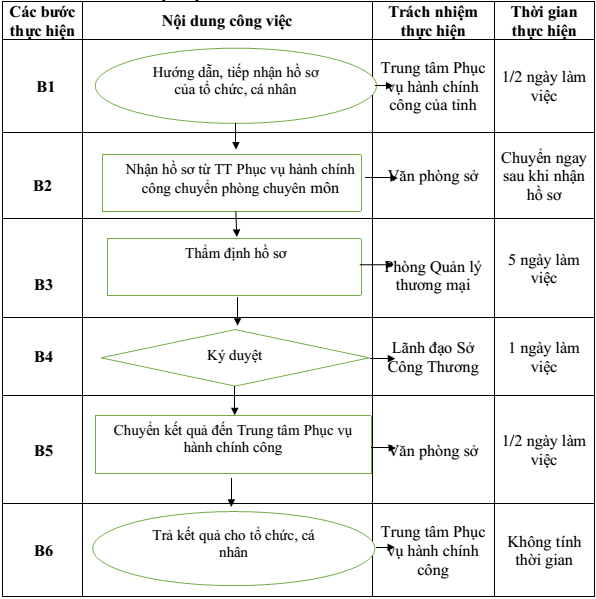 Các bước
thực hiện
Nội dung công việc
Trách nhiệm
thực hiện
Thời gian
thực hiện
B1
Hướng dẫn, tiếp nhận hồ sơ
của tổ chức, cá nhân
Trung tâm Phục
vụ hành chính
công của tỉnh
1/2 ngày làm
việc
B2
Nhận hồ sơ từ TT Phục vụ hành chính
công chuyển phòng chuyên môn
Văn phòng sở
Chuyển ngay
sau khi nhận
hồ sơ
B3
Thẩm định hồ sơ
Phòng Quản lý
thương mại
5 ngày làm
việc
B4
Ký duyệt
Lãnh đạo Sở
Công Thương
1 ngày làm
việc
B5
Chuyển kết quả đến Trung tâm Phục vụ
hành chính công
Văn phòng sở
1/2 ngày làm
việc
B6
Trả kết quả cho tổ chức, cá
nhân
Trung tâm Phục
vụ hành chính
công
Không tính
thời gian